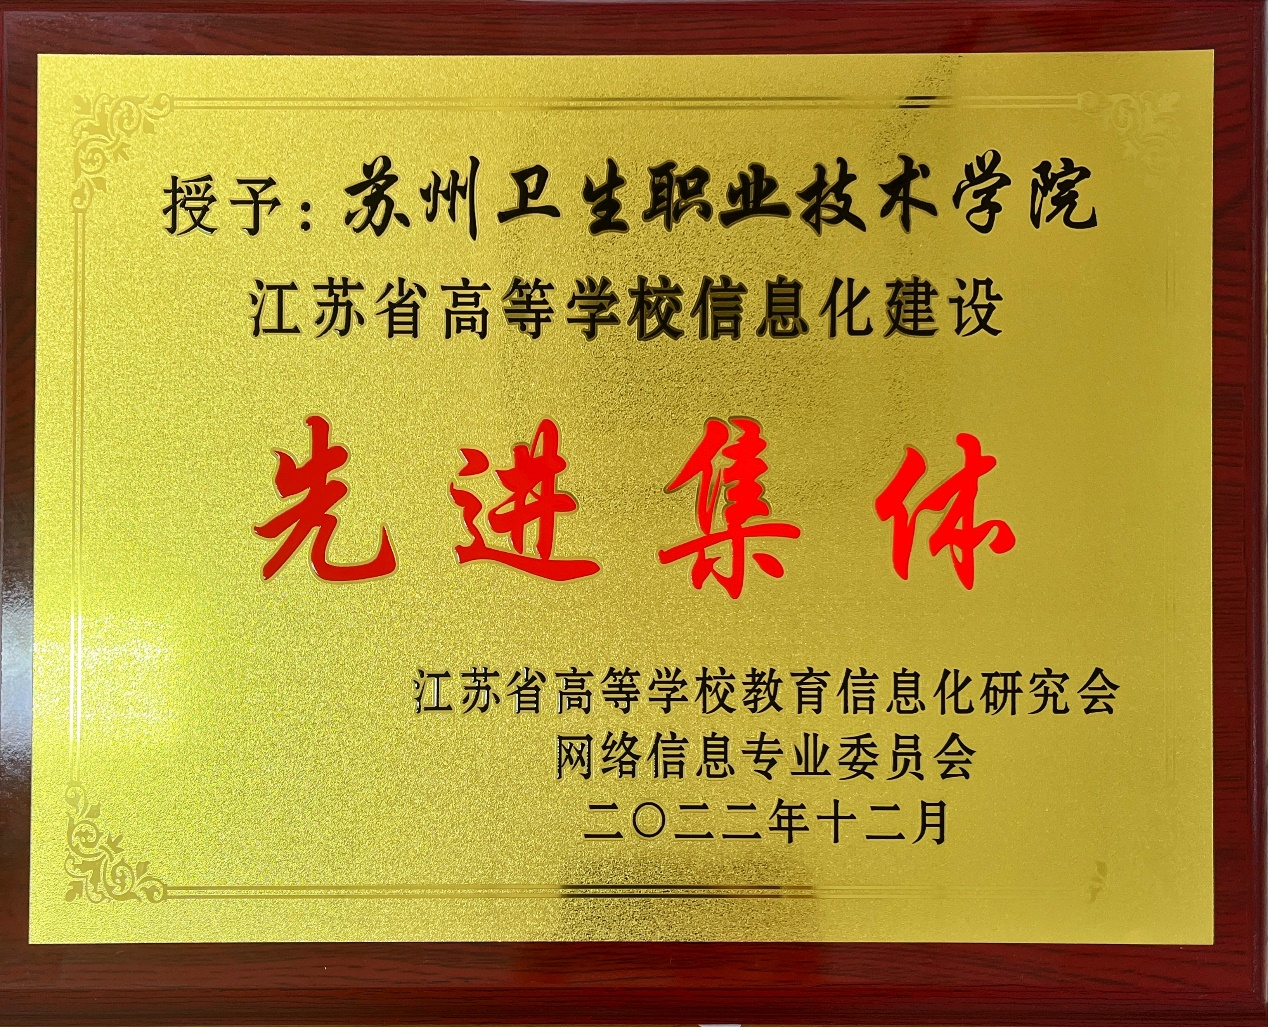 授予:苏州卫生职业技术学院
江苏省高等学校信息化建设
先进集体
江苏省高等学校教育信息化研究会
网络信息专业委员会
二〇二二年十二月